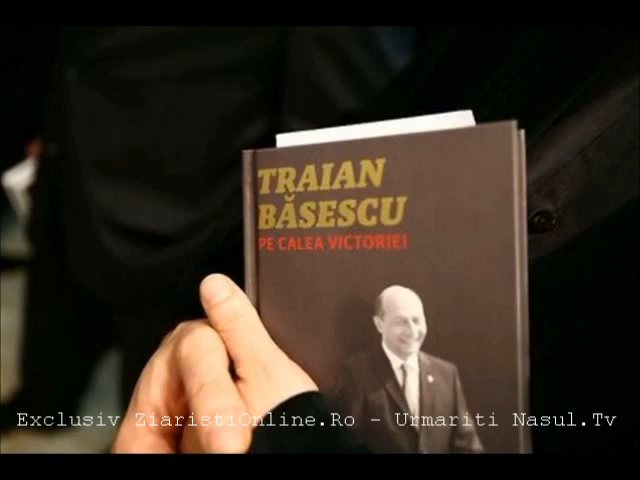 TRAIAN
BĂSESCU
PE CALEA VICTORIEI
Exclusiv ZiaristiOnline.Ro - Urmariti Nasul.Tv